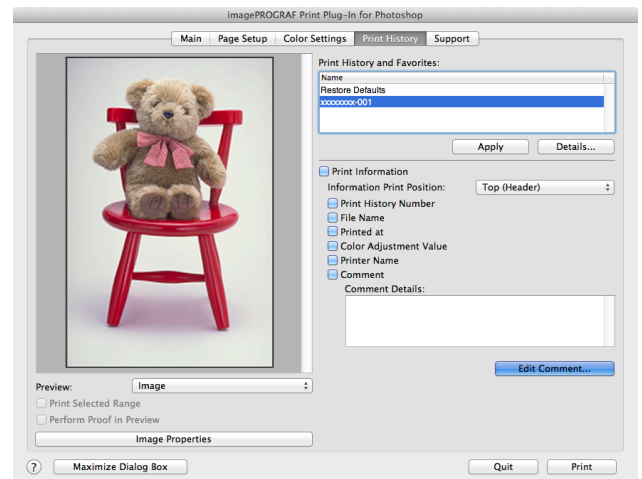 imagePROGRAF Print Plug-In for Photoshop
Main Page Setup Color Settings Print History Support
Print History and Favorites:
Name
Restore Defaults
xxxxxxxx-001
Apply Details...
Print Information
Information Print Position: Top (Header)
Print History Number
File Name
Printed at
Color Adjustment Value
Printer Name
Comment
Comment Details:
Edit Comment...
Preview: Image
Print Selected Range
Perform Proof in Preview
Image Properties
? Maximize Dialog Box Quit Print